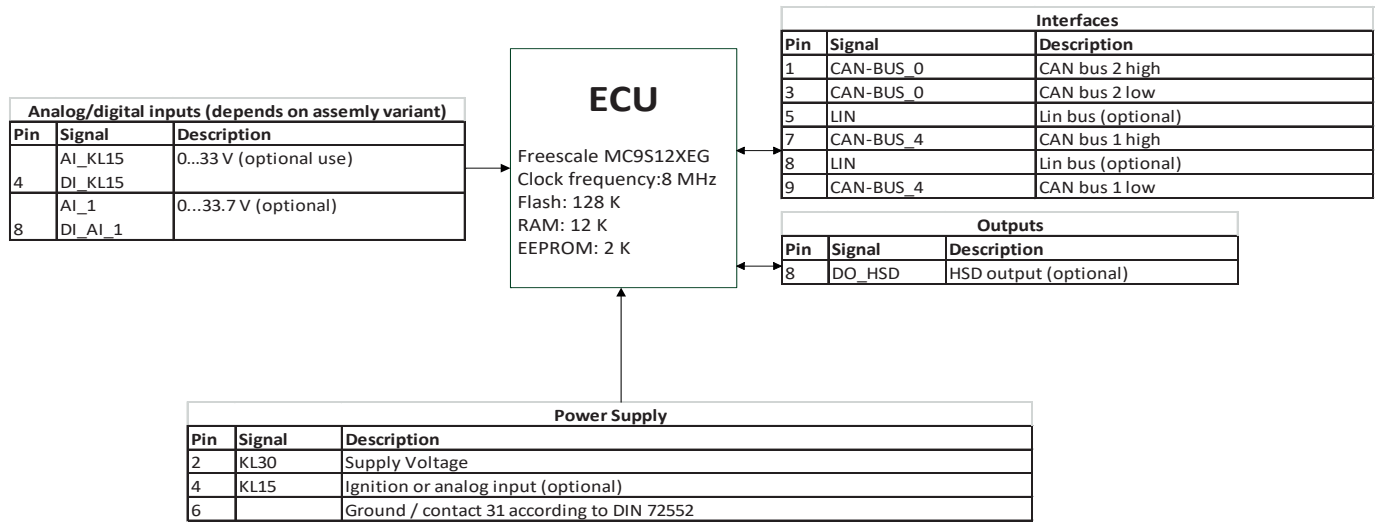 Interfaces
Pin Signal Description
1 CAN-BUS_0 CAN bus 2 high
3 CAN-BUS_0 CAN bus 2 low
5 LIN Lin bus (optional)
7 CAN-BUS_4 CAN bus 1 high
8 LIN Lin bus (optional)
9 CAN-BUS_4 CAN bus 1 low
Analog/digital inputs (depends on assemly variant)
Pin Signal Description
AI_KL15 0...33 V (optional use)
4 DI_KL15
AI_1 0...33.7 V (optional)
8 DI_AI_1
ECU
Freescale MC9S12XEG
Clock frequency:8 MHz
Flash: 128 K
RAM: 12 K
EEPROM: 2 K
Outputs
Pin Signal Description
8 DO_HSD HSD output (optional)
Power Supply
Pin Signal Description
2 KL30 Supply Voltage
4 KL15 Ignition or analog input (optional)
6 Ground / contact 31 according to DIN 72552